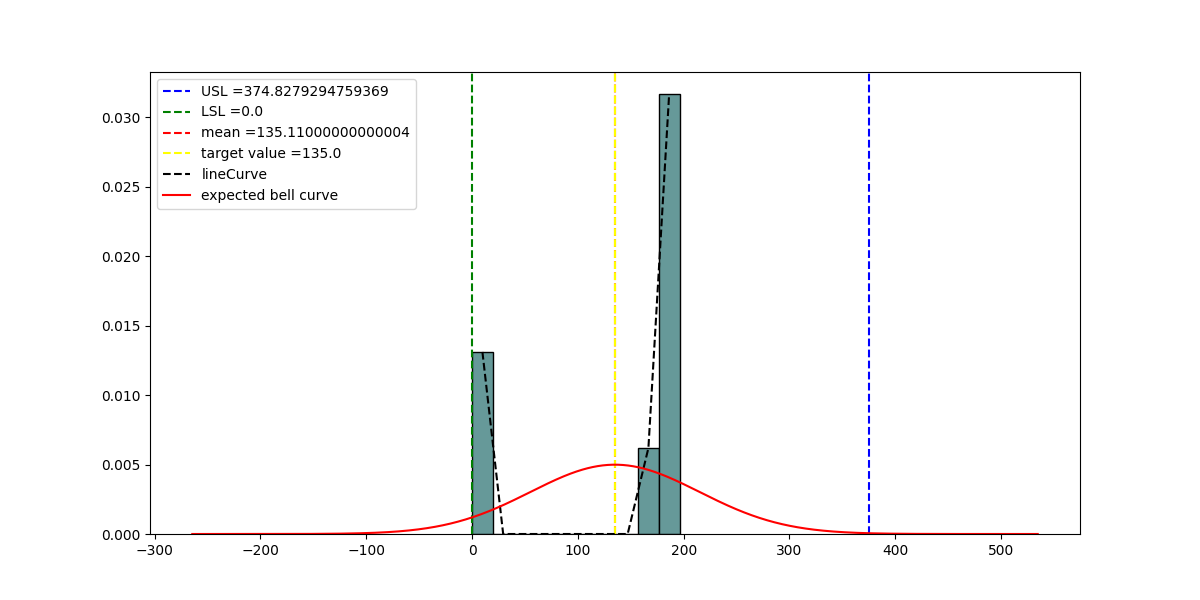 USL =374.8279294759369
LSL =0.0
mean =135.11000000000004
target value =135.0
lineCurve
expected bell curve
0.030
0.025
0.020
0.015
0.010
0.005
0.000
−300 −200 −100 0 100 200 300 400 500